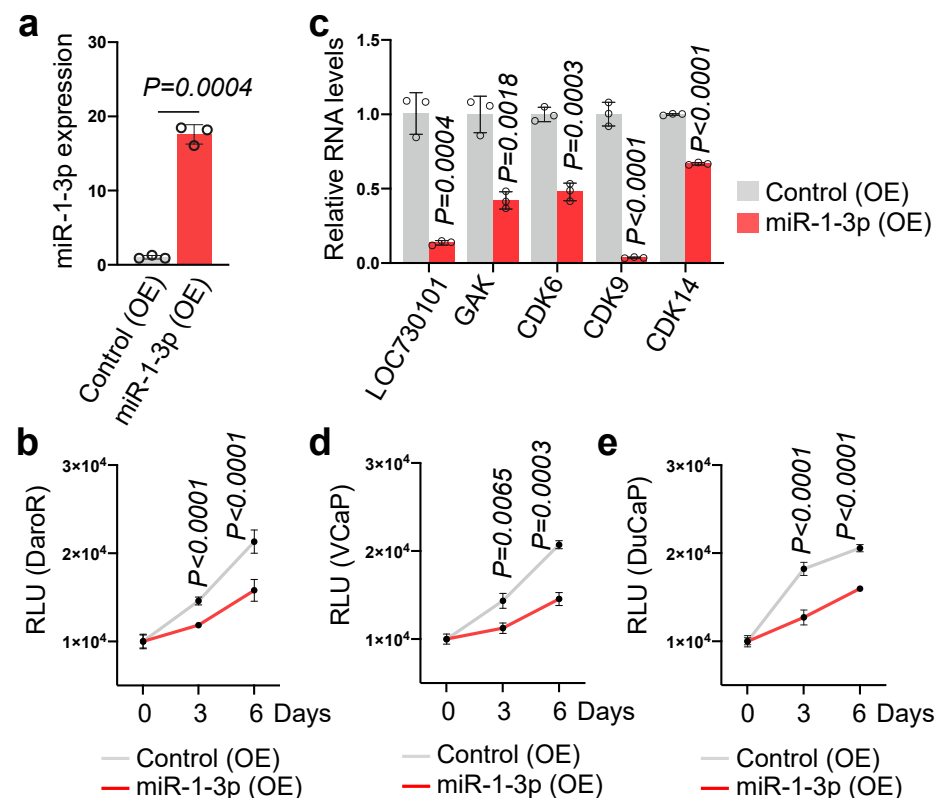 a
miR-1-3p expression
30
20
10
0
P=0.0004
Control (OE)
miR-1-3p (OE)
c
Relative RNA levels
1.5
1.0
0.5
0.0
P=0.0004
P=0.0018
P=0.0003
P<0.0001
P<0.0001
LOC730101
GAK
CDK6
CDK9
CDK14
Control (OE)
miR-1-3p (OE)
b
RLU (DaroR)
3×10⁴
2×10⁴
1×10⁴
P<0.0001
P<0.0001
0 3 6 Days
Control (OE)
miR-1-3p (OE)
d
RLU (VCaP)
3×10⁴
2×10⁴
1×10⁴
P=0.0065
P=0.0003
0 3 6 Days
Control (OE)
miR-1-3p (OE)
e
RLU (DuCaP)
3×10⁴
2×10⁴
1×10⁴
P<0.0001
P<0.0001
0 3 6 Days
Control (OE)
miR-1-3p (OE)